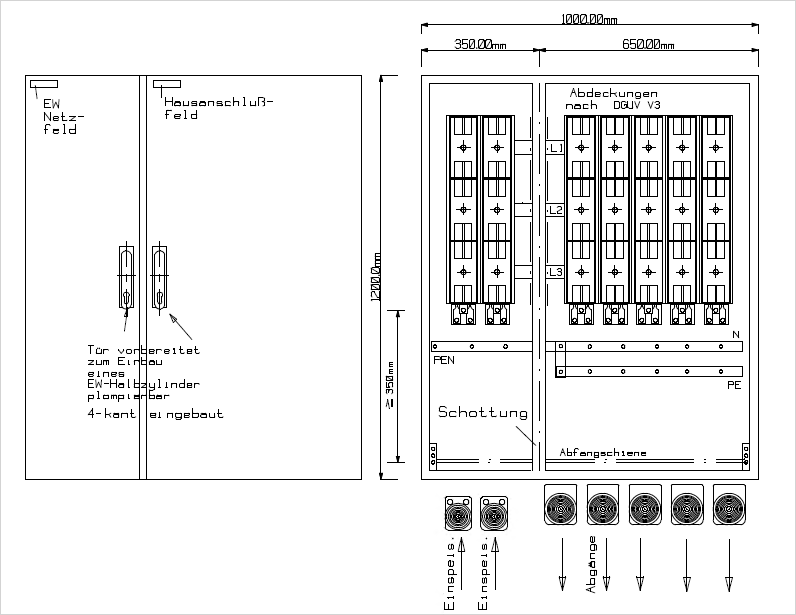 1000.00mm
350.00mm
650.00mm
EW
Netz-
feld
Hausanschluß-
feld
Abdeckungen
nach DGUV V3
L1
L2
L3
1200.0mm
≥ 350mm
N
PEN
PE
Tür vorbereitet
zum Einbau
eines
EW-Halbzylinder
plompierbar
4-kant eingebaut
Schottung
Abfangschiene
Einspeis.
Einspeis.
Abgänge